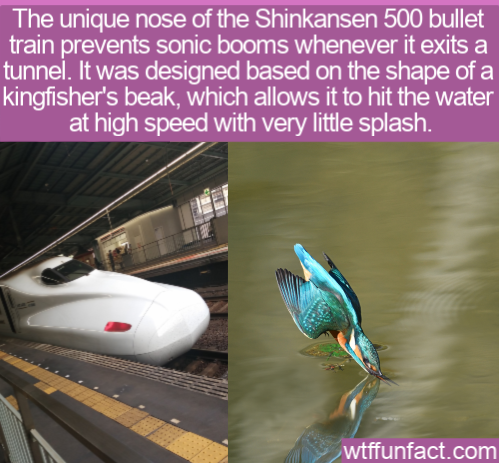 The unique nose of the Shinkansen 500 bullet
train prevents sonic booms whenever it exits a
tunnel. It was designed based on the shape of a
kingfisher's beak, which allows it to hit the water
at high speed with very little splash.
wtffunfact.com